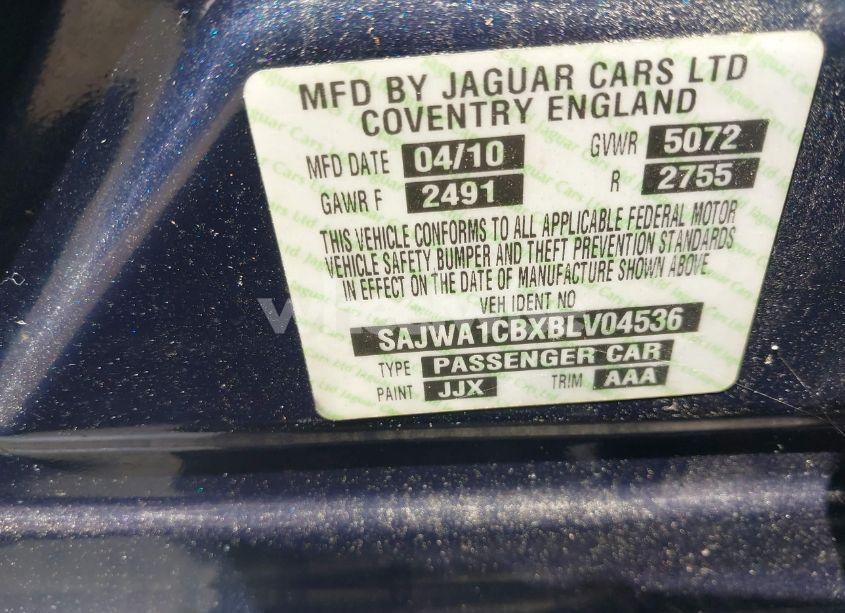 MFD BY JAGUAR CARS LTD
COVENTRY ENGLAND
MFD DATE 04/10 GVWR 5072
GAWR F 2491 R 2755
THIS VEHICLE CONFORMS TO ALL APPLICABLE FEDERAL MOTOR
VEHICLE SAFETY BUMPER AND THEFT PREVENTION STANDARDS
IN EFFECT ON THE DATE OF MANUFACTURE SHOWN ABOVE
VEH IDENT NO
SAJWA1CBXBLV04536
TYPE PASSENGER CAR
PAINT JJX TRIM AAA